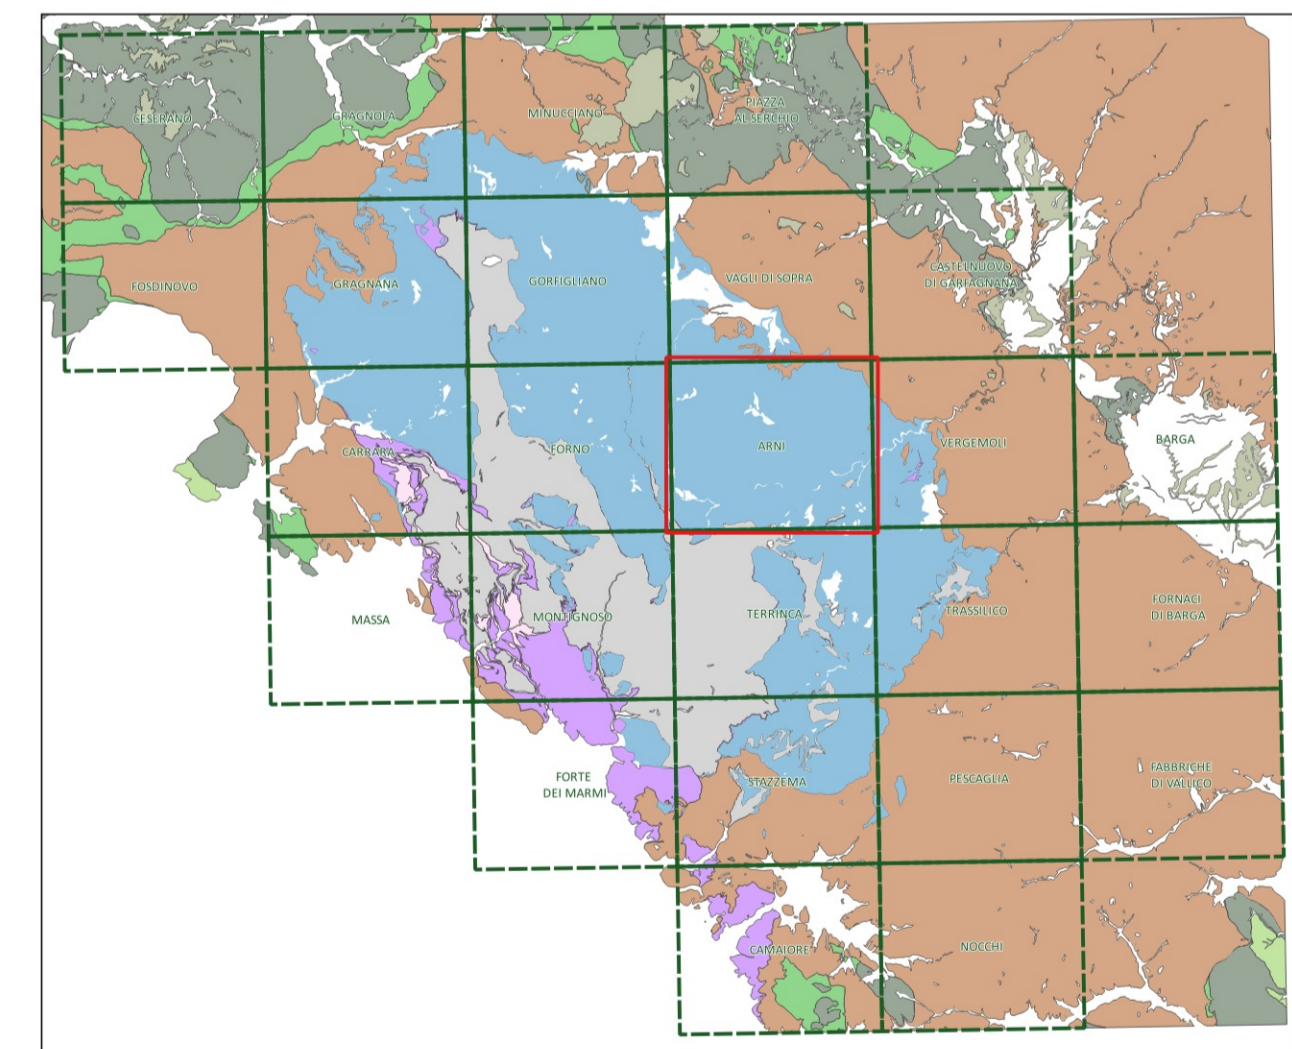 CESERANO
GRAGNOLA
MINUCCIANO
PIAZZA
AL SERCHIO
FOSDINOVO
GRAGNANA
GORFIGLIANO
VAGLI DI SOPRA
CASTELNUOVO
DI GARFAGNANA
CARRARA
FORNO
ARNI
VERGEMOLI
BARGA
MASSA
MONTIGNOSO
TERRINCA
TRASSILICO
FORNACI
DI BARGA
FORTE
DEI MARMI
STAZZEMA
PESCAGLIA
FABBRICHE
DI VALLICO
CAMAIORE
NOCCHI